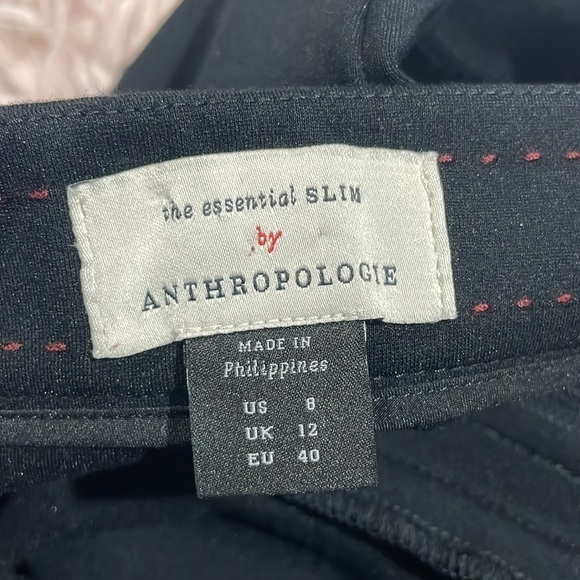 the essential SLIM
by
ANTHROPOLOGIE
MADE IN
Philippines
US 8
UK 12
EU 40